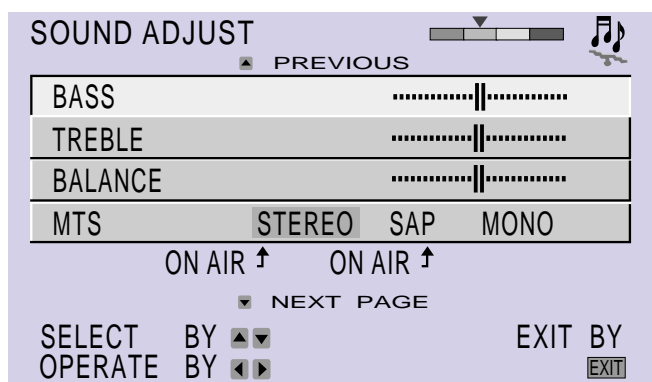 SOUND ADJUST
PREVIOUS
BASS
TREBLE
BALANCE
MTS STEREO SAP MONO
ON AIR ON AIR
NEXT PAGE
SELECT BY EXIT BY
OPERATE BY EXIT